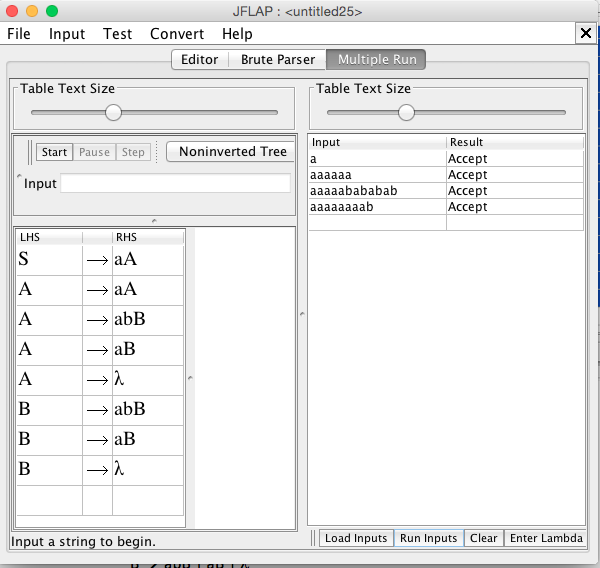 JFLAP : <untitled25>
File Input Test Convert Help
Editor Brute Parser Multiple Run
Table Text Size
Start Pause Step Noninverted Tree
Input
LHS RHS
S → aA
A → aA
A → abB
A → aB
A → λ
B → abB
B → aB
B → λ
Input a string to begin.
Table Text Size
Input Result
a Accept
aaaaaa Accept
aaaaabababab Accept
aaaaaaaab Accept
Load Inputs Run Inputs Clear Enter Lambda